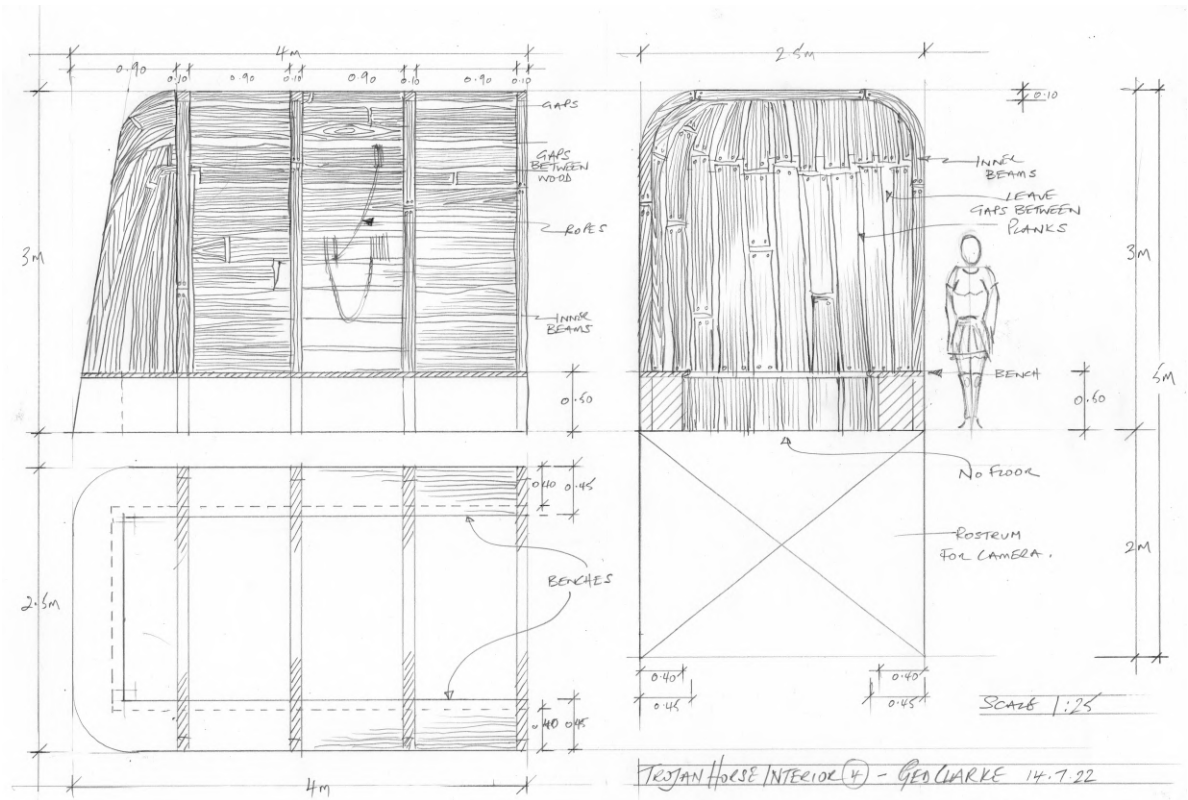 4M
0.90
0.10
0.90
0.10
0.90
0.10
0.90
0.10
GAPS
GAPS
BETWEEN
WOOD
ROPES
INNER
BEAMS
3M
0.50
2.5M
0.10
INNER
BEAMS
LEAVE
GAPS BETWEEN
PLANKS
3M
BENCH
0.50
5M
NO FLOOR
ROSTRUM
FOR CAMERA.
2M
0.40
0.40
0.45
0.45
2.5M
0.40 0.45
BENCHES
0.40 0.45
4M
SCALE 1:25
TROJAN HORSE INTERIOR 4 - GEO CLARKE 14.7.22